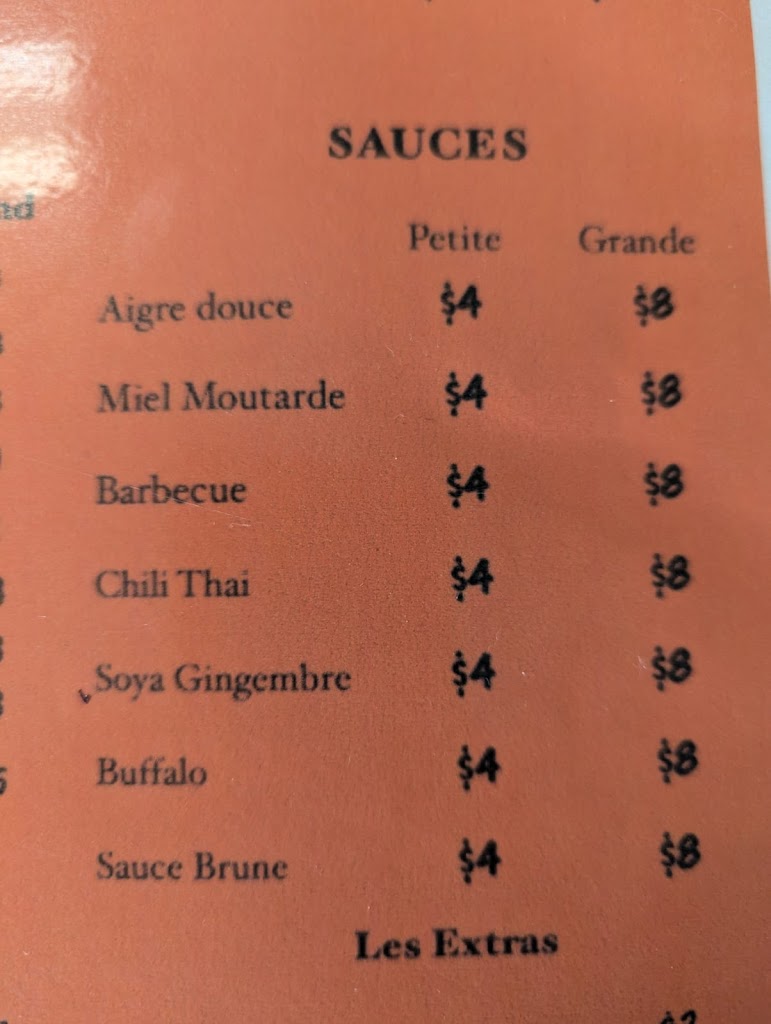 SAUCES
Petite Grande
Aigre douce $4 $8
Miel Moutarde $4 $8
Barbecue $4 $8
Chili Thai $4 $8
Soya Gingembre $4 $8
Buffalo $4 $8
Sauce Brune $4 $8
Les Extras